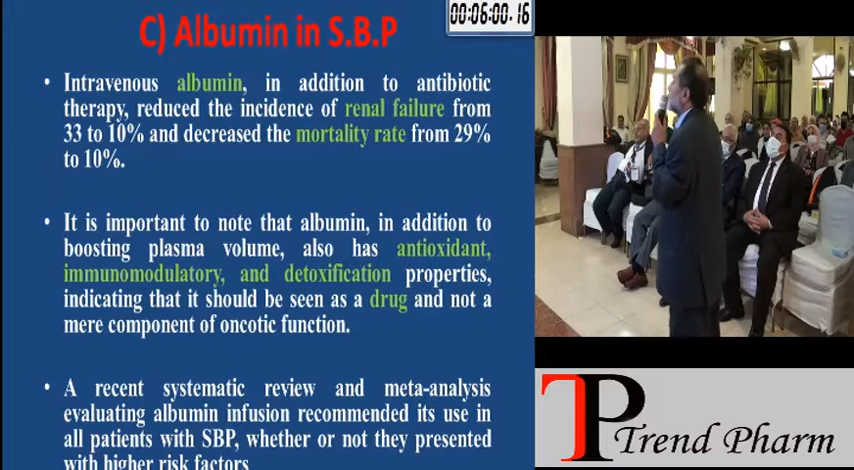 C) Albumin in S.B.P
00:06:00.16
• Intravenous albumin, in addition to antibiotic
therapy, reduced the incidence of renal failure from
33 to 10% and decreased the mortality rate from 29%
to 10%.
• It is important to note that albumin, in addition to
boosting plasma volume, also has antioxidant,
immunomodulatory, and detoxification properties,
indicating that it should be seen as a drug and not a
mere component of oncotic function.
• A recent systematic review and meta-analysis
evaluating albumin infusion recommended its use in
all patients with SBP, whether or not they presented
with higher risk factors
TP
Trend Pharm